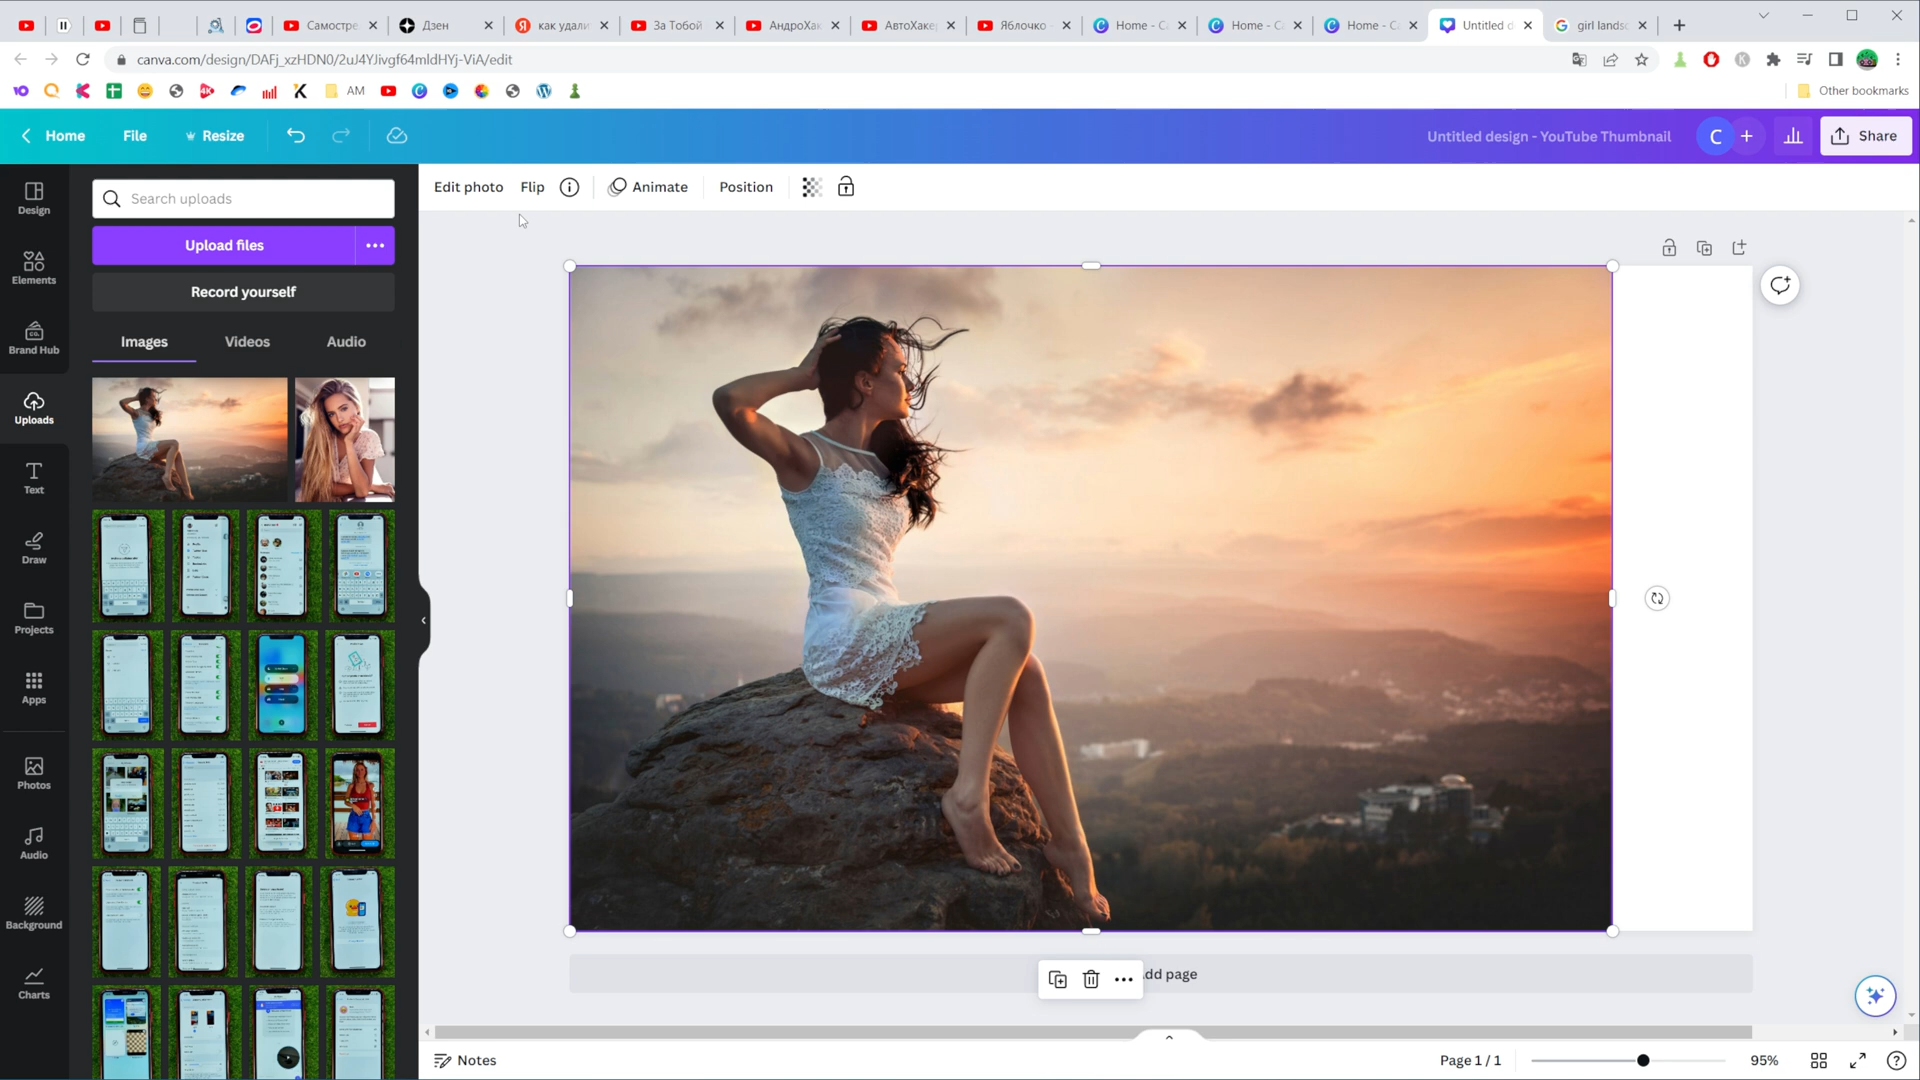 Самостре
Дзен
как удали
За Тобой
АндроХак
АвтоХаке
Яблочко -
Home - C
Home - C
Home - C
Untitled d
girl landsc
canva.com/design/DAFj_xzHDN0/2uJ4YJivgf64mldHYj-ViA/edit
AM
Other bookmarks
Home
File
Resize
Untitled design - YouTube Thumbnail
C
Share
Design
Elements
Brand Hub
Uploads
Text
Draw
Projects
Apps
Photos
Audio
Background
Charts
Search uploads
Upload files
Record yourself
Images
Videos
Audio
Edit photo
Flip
Animate
Position
dd page
Notes
Page 1 / 1
95%